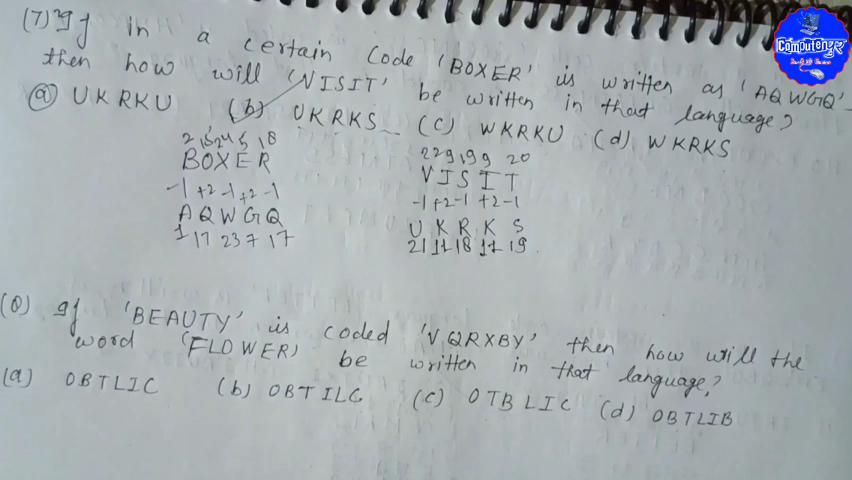 (7) If in a certain code 'BOXER' is written as 'AQWGQ'
then how will 'VISIT' be written in that language?
(a) UKRKU (b) UKRKS (c) WKRKU (d) WKRKS
2 15 24 5 18 22 9 19 9 20
BOXER VISIT
-1 +2 -1 +2 -1 -1 +2 -1 +2 -1
AQWGQ UKRKS
1 17 23 7 17 21 11 18 11 19
If 'BEAUTY' is coded 'VQRXBY' then how will the
word 'FLOWER' be written in that language?
(a) OBTLIC (b) OBTILC (c) OTBLIC (d) OBTLIB
Computeng